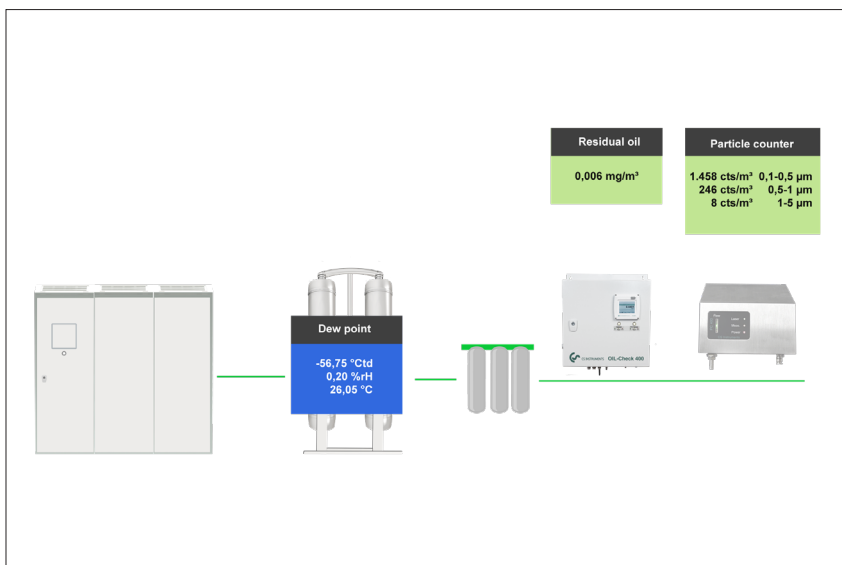 Residual oil
0,006 mg/m³
Particle counter
1.458 cts/m³ 0,1-0,5 µm
246 cts/m³ 0,5-1 µm
8 cts/m³ 1-5 µm
Dew point
-56,75 °Ctd
0,20 %rH
26,05 °C
OIL-Check 400